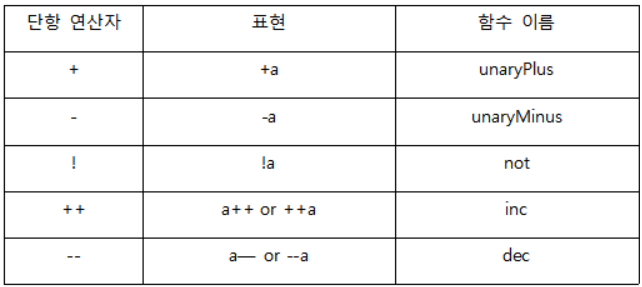 단항 연산자 표현 함수 이름
+ +a unaryPlus
- -a unaryMinus
! !a not
++ a++ or ++a inc
-- a— or --a dec